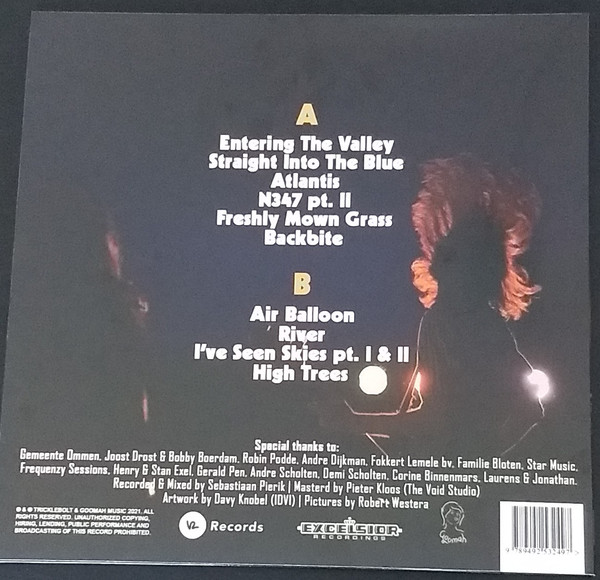 A
Entering The Valley
Straight Into The Blue
Atlantis
N347 pt. II
Freshly Mown Grass
Backbite
B
Air Balloon
River
I've Seen Skies pt. I & II
High Trees
Special thanks to:
Gemeente Ommen, Joost Drost & Bobby Boerdam, Robin Podde, Andre Dijkman, Fokkert Lemele bv, Familie Bloten, Star Music,
Frequenzy Sessions, Henry & Stan Exel, Gerald Pen, Andre Scholten, Demi Scholten, Corine Binnenmars, Laurens & Jonathan.
Recorded & Mixed by Sebastiaan Pierik | Masterd by Pieter Kloos (The Void Studio)
Artwork by Davy Knobel (IDVI) | Pictures by Robert Westera
℗ & © TRICKLEBOLT & GOOMAH MUSIC 2021. ALL
RIGHTS RESERVED. UNAUTHORIZED COPYING,
HIRING, LENDING, PUBLIC PERFORMANCE AND
BROADCASTING OF THIS RECORD PROHIBITED.
V2 Records
EXCELSIOR
RECORDINGS
Goomah
9 789492 532497 >